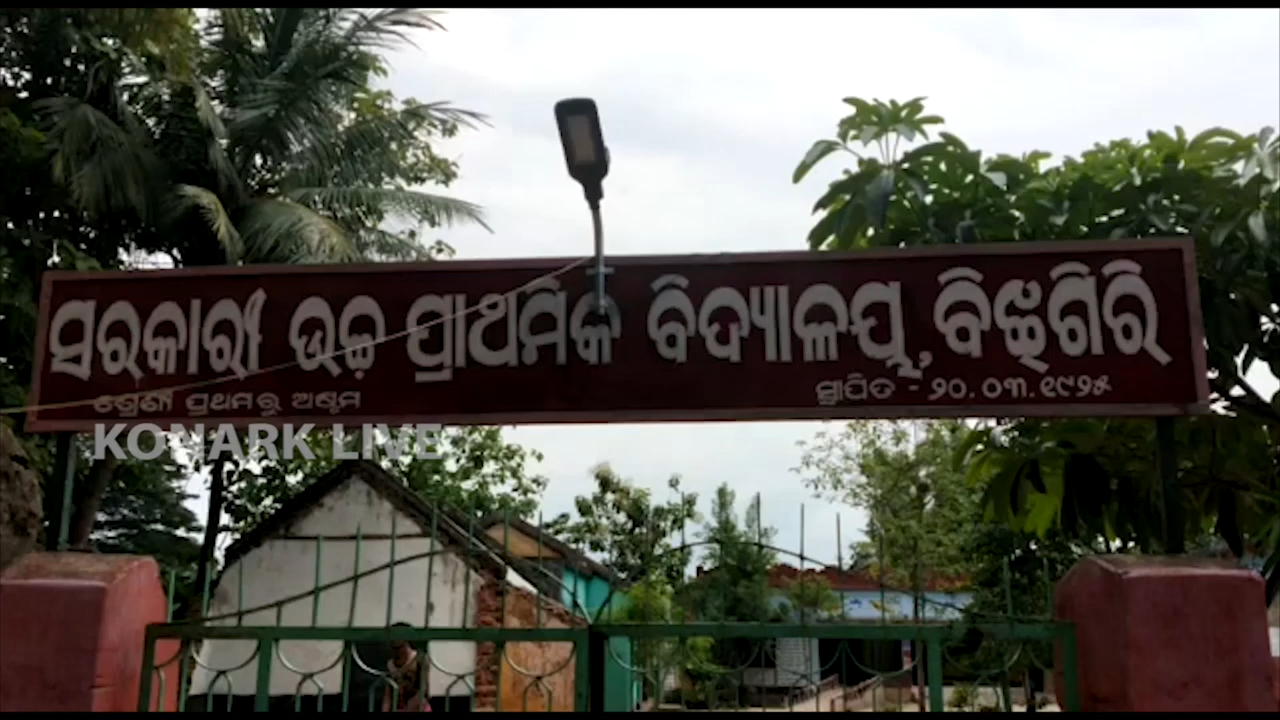 ସରକାରୀ ଉଚ୍ଚ ପ୍ରାଥମିକ ବିଦ୍ୟାଳୟ, ବିଞ୍ଝଗିରି
ଶ୍ରେଣୀ ପ୍ରଥମରୁ ଅଷ୍ଟମ
ସ୍ଥାପିତ - ୨୦.୦୩.୧୯୨୫
KONARK LIVE